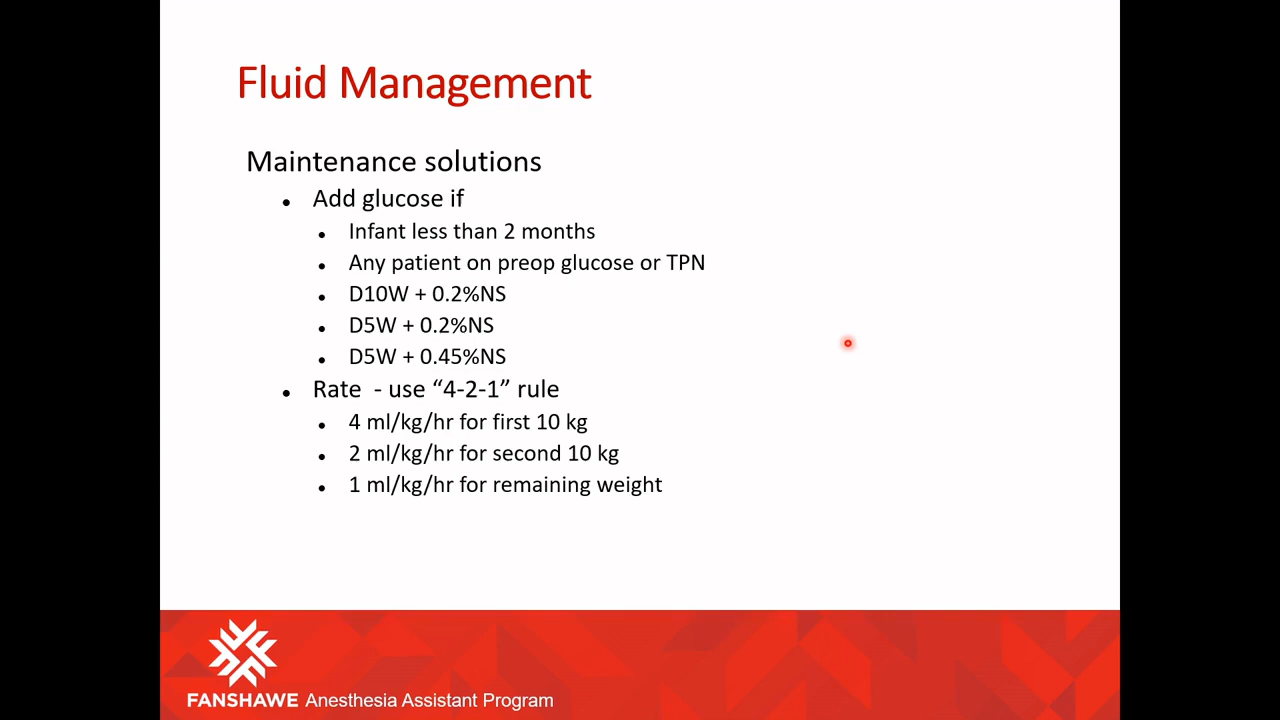 Fluid Management
Maintenance solutions
• Add glucose if
• Infant less than 2 months
• Any patient on preop glucose or TPN
• D10W + 0.2%NS
• D5W + 0.2%NS
• D5W + 0.45%NS
• Rate - use “4-2-1” rule
• 4 ml/kg/hr for first 10 kg
• 2 ml/kg/hr for second 10 kg
• 1 ml/kg/hr for remaining weight
FANSHAWE Anesthesia Assistant Program